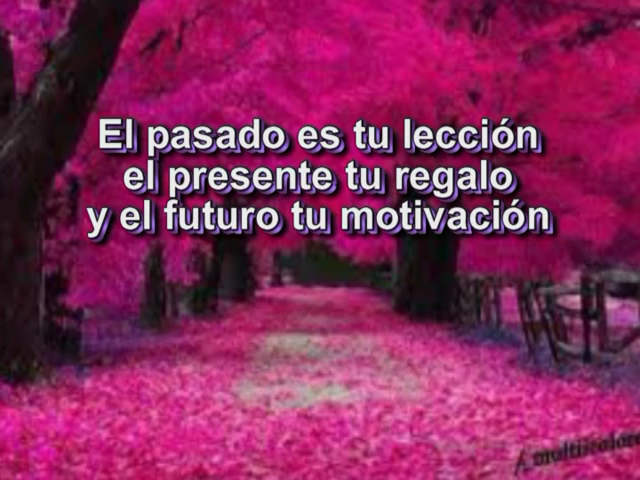 El pasado es tu lección
el presente tu regalo
y el futuro tu motivación